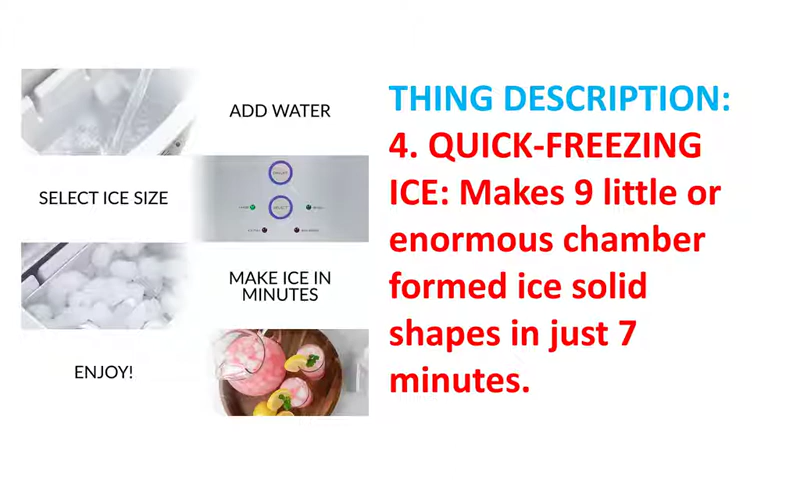 ADD WATER
SELECT ICE SIZE
MAKE ICE IN
MINUTES
ENJOY!
THING DESCRIPTION:
4. QUICK-FREEZING
ICE: Makes 9 little or
enormous chamber
formed ice solid
shapes in just 7
minutes.